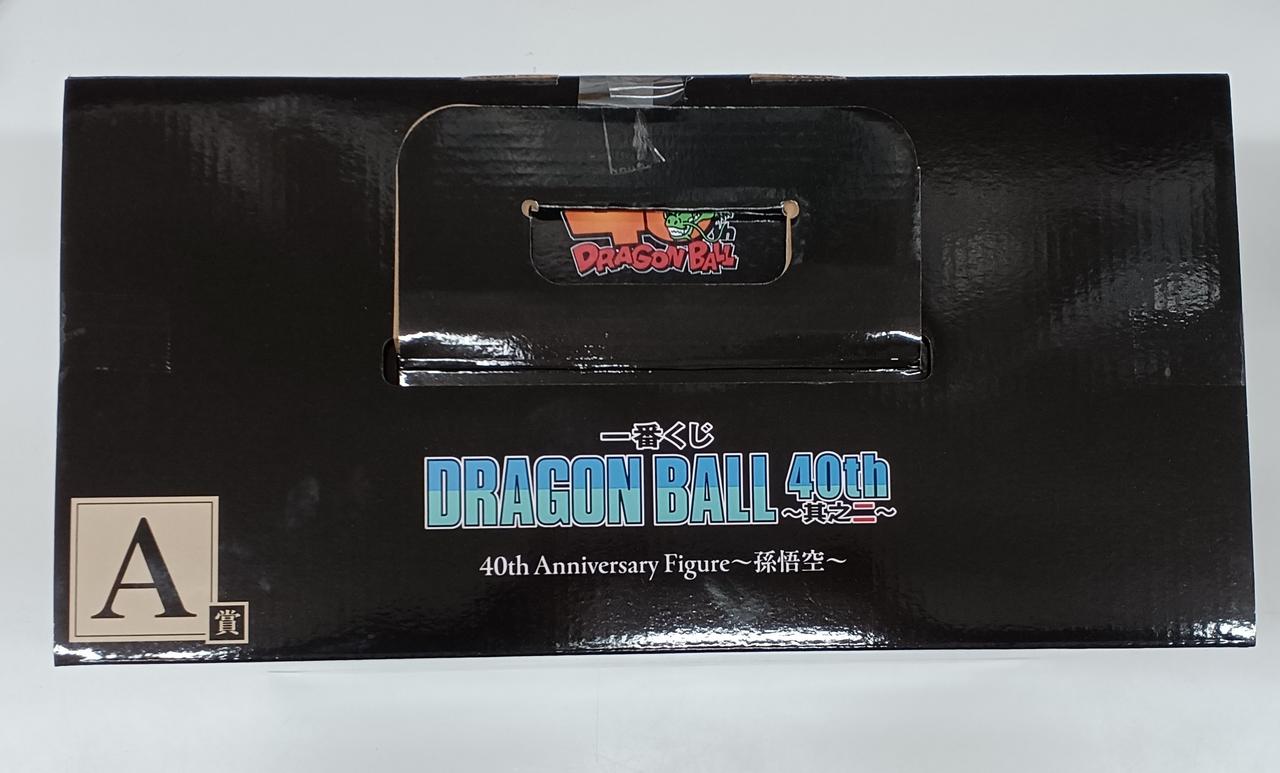 40th
DRAGON BALL
一番くじ
DRAGON BALL 40th
～其之二～
40th Anniversary Figure～孫悟空～
A
賞